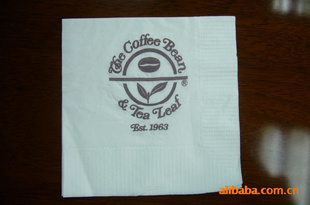 The Coffee Bean
®
& Tea Leaf
Est. 1963
alibaba.com.cn